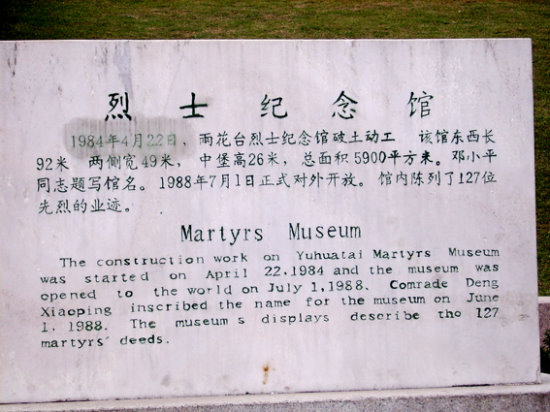 烈士纪念馆
1984年4月22日，雨花台烈士纪念馆破土动工 该馆东西长
92米 两侧宽49米，中堡高26米，总面积5900平方米。邓小平
同志题写馆名。1988年7月1日正式对外开放。馆内陈列了127位
先烈的业迹。
Martyrs Museum
The construction work on Yuhuatai Martyrs Museum
was started on April 22,1984 and the museum was
opened to the world on July 1,1988. Comrade Deng
Xiaoping inscribed the name for the museum on June
1, 1988. The museum s displays describe tho 127
martyrs' deeds.